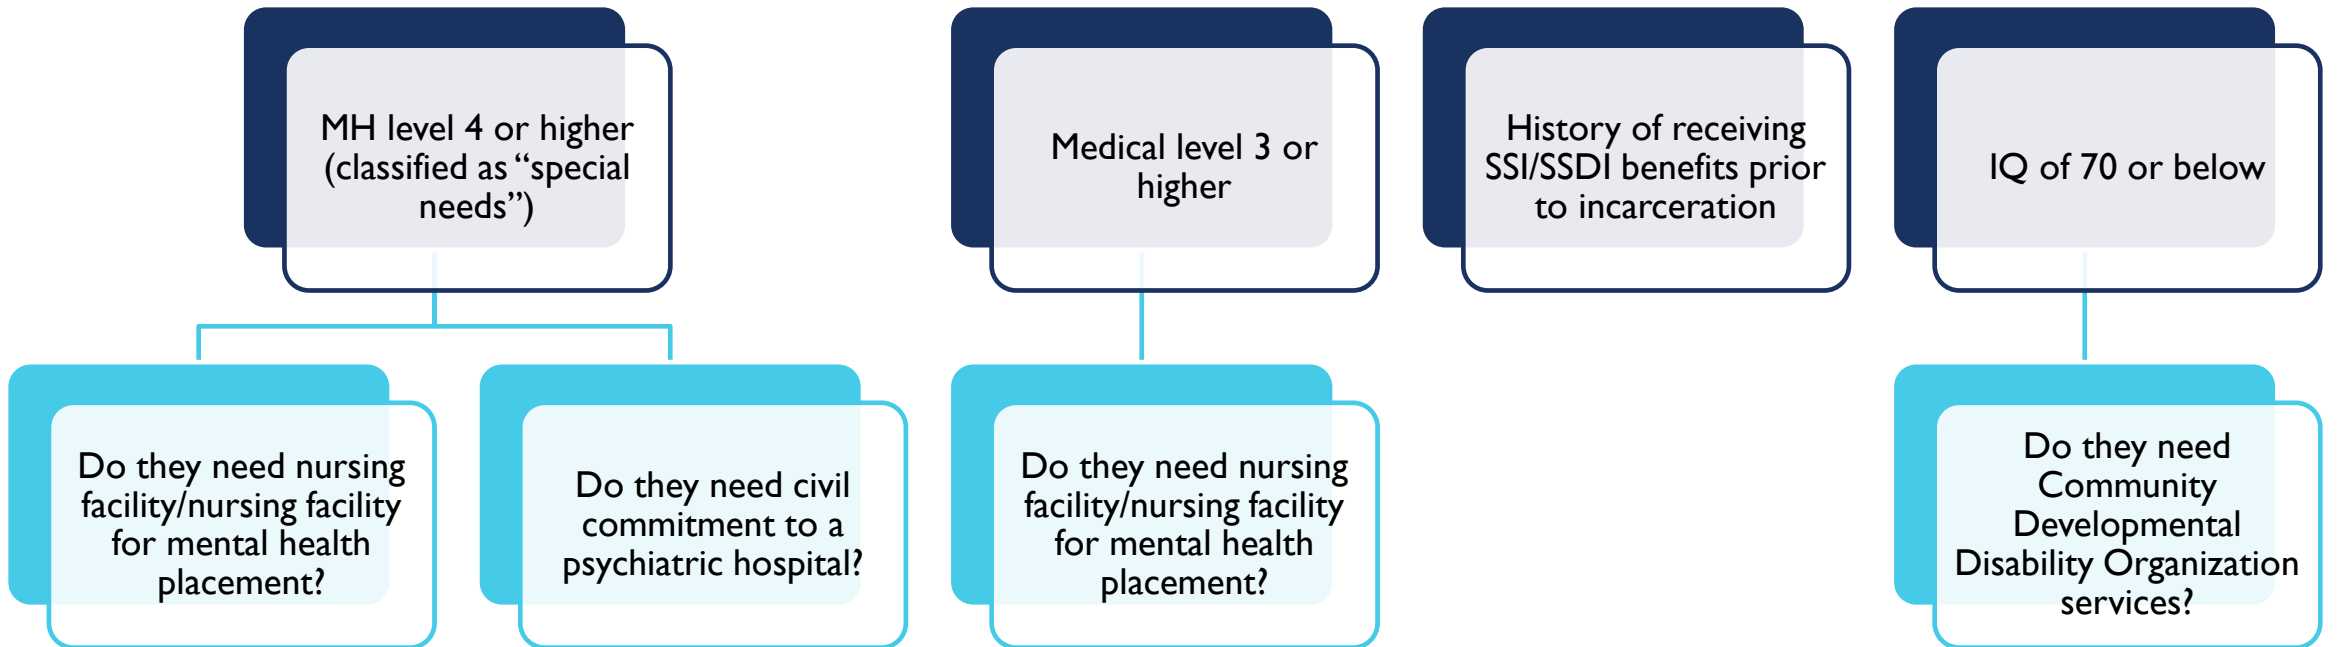 MH level 4 or higher
(classified as “special
needs”)
Medical level 3 or
higher
History of receiving
SSI/SSDI benefits prior
to incarceration
IQ of 70 or below
Do they need nursing
facility/nursing facility
for mental health
placement?
Do they need civil
commitment to a
psychiatric hospital?
Do they need nursing
facility/nursing facility
for mental health
placement?
Do they need
Community
Developmental
Disability Organization
services?